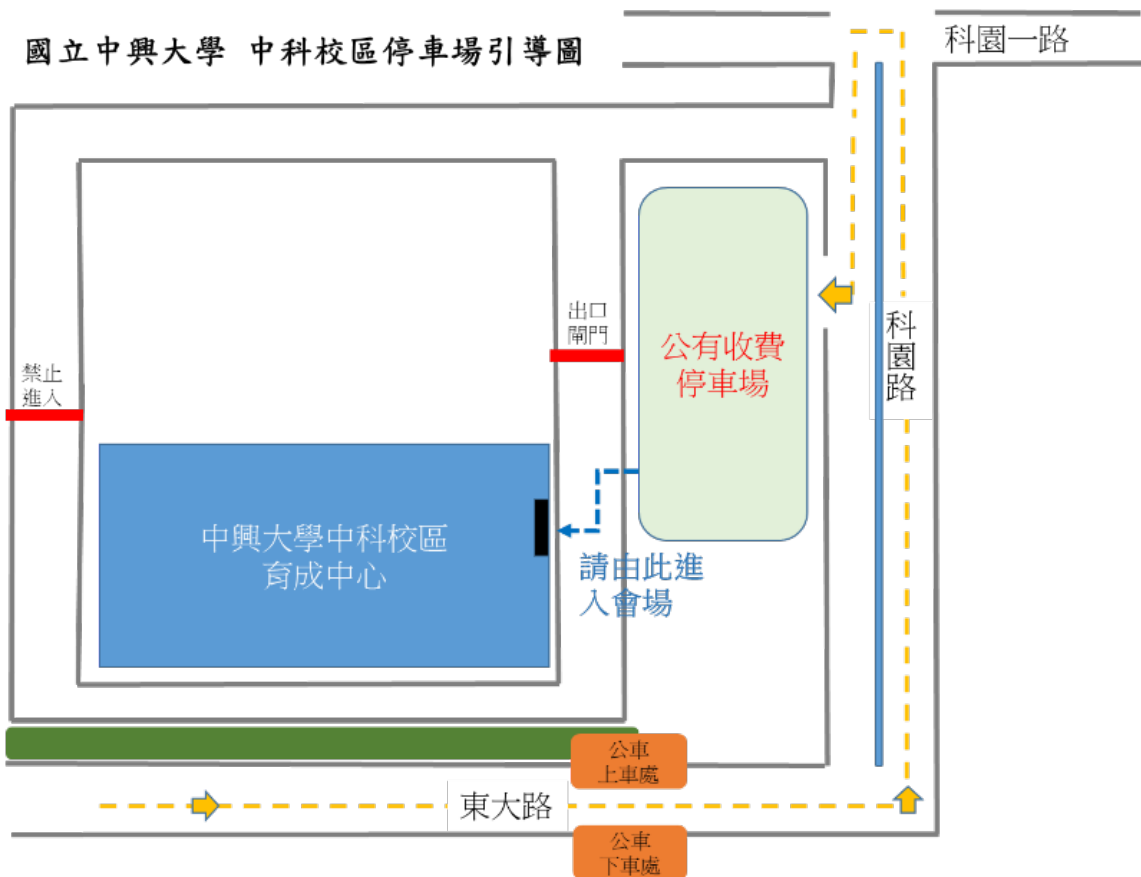 國立中興大學 中科校區停車場引導圖
科園一路
出口
閘門
禁止
進入
公有收費
停車場
科
園
路
中興大學中科校區
育成中心
請由此進
入會場
公車
上車處
東大路
公車
下車處